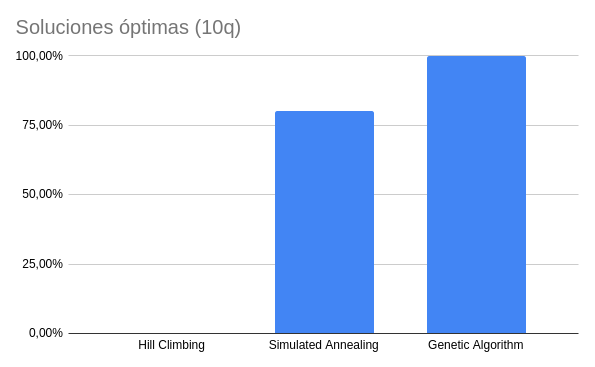 Soluciones óptimas (10q)
100,00%
75,00%
50,00%
25,00%
0,00%
Hill Climbing Simulated Annealing Genetic Algorithm